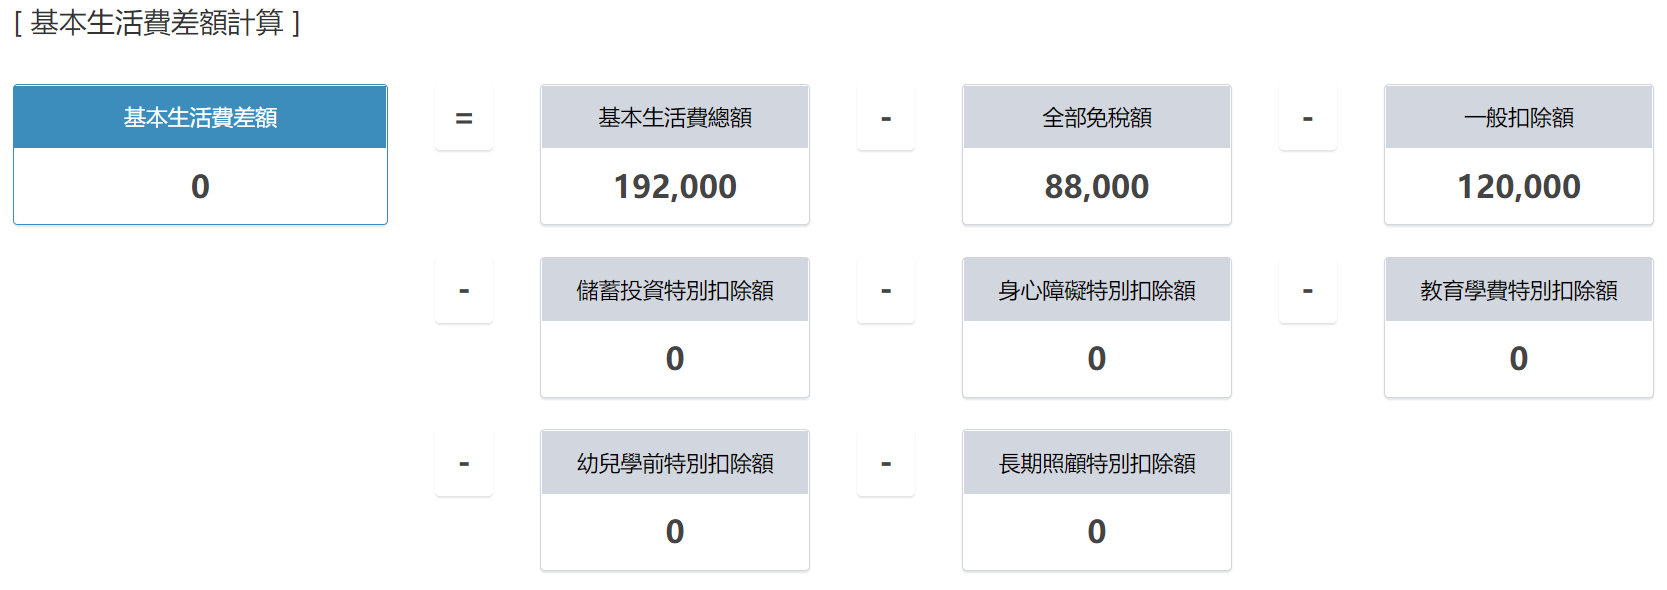 [ 基本生活費差額計算 ]
基本生活費差額 = 基本生活費總額 - 全部免稅額 - 一般扣除額
0 192,000 88,000 120,000
- 儲蓄投資特別扣除額 - 身心障礙特別扣除額 - 教育學費特別扣除額
0 0 0
- 幼兒學前特別扣除額 - 長期照顧特別扣除額
0 0